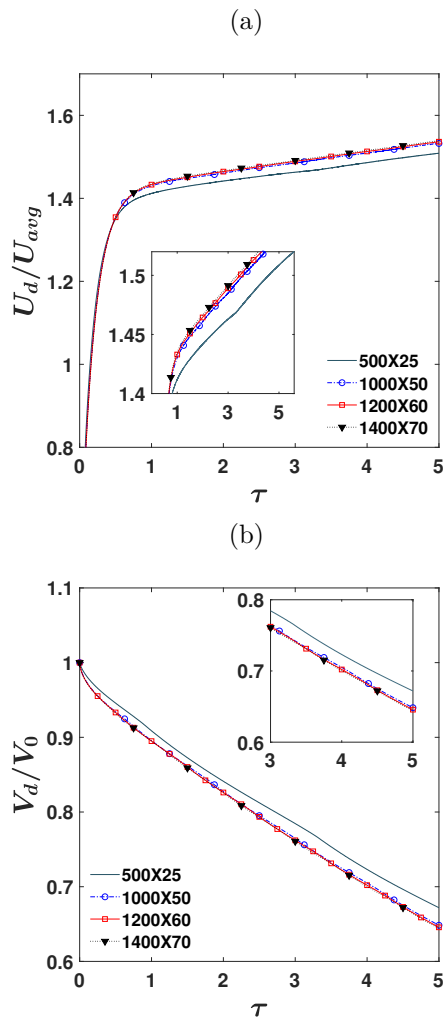 (a)
1.6
1.4
1.2
1
0.8
U_d/U_avg
0 1 2 3 4 5
τ
1.5
1.45
1.4
1 3 5
500X25
1000X50
1200X60
1400X70
(b)
1.1
1
0.9
0.8
0.7
0.6
V_d/V_0
0 1 2 3 4 5
τ
0.8
0.7
0.6
3 4 5
500X25
1000X50
1200X60
1400X70